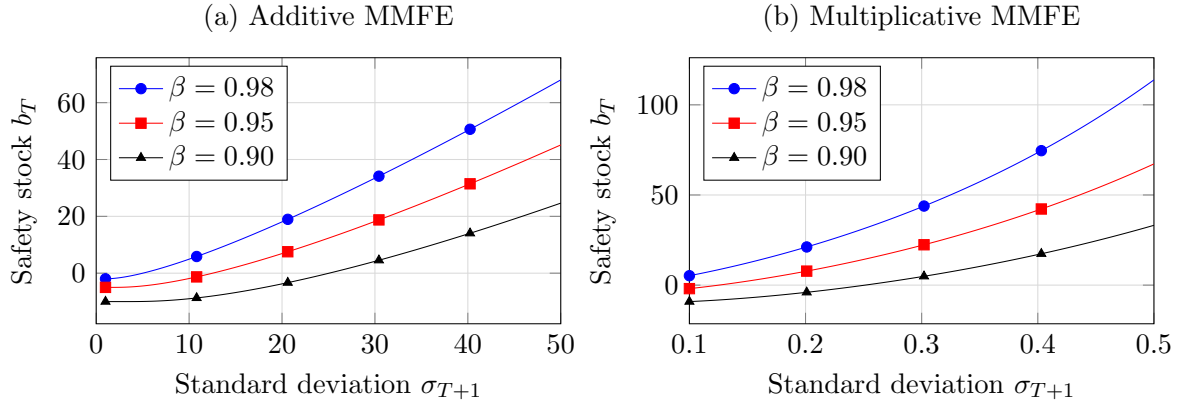 (a) Additive MMFE
Safety stock b_T
60
40
20
0
β = 0.98
β = 0.95
β = 0.90
0 10 20 30 40 50
Standard deviation σ_{T+1}
(b) Multiplicative MMFE
Safety stock b_T
100
50
0
β = 0.98
β = 0.95
β = 0.90
0.1 0.2 0.3 0.4 0.5
Standard deviation σ_{T+1}